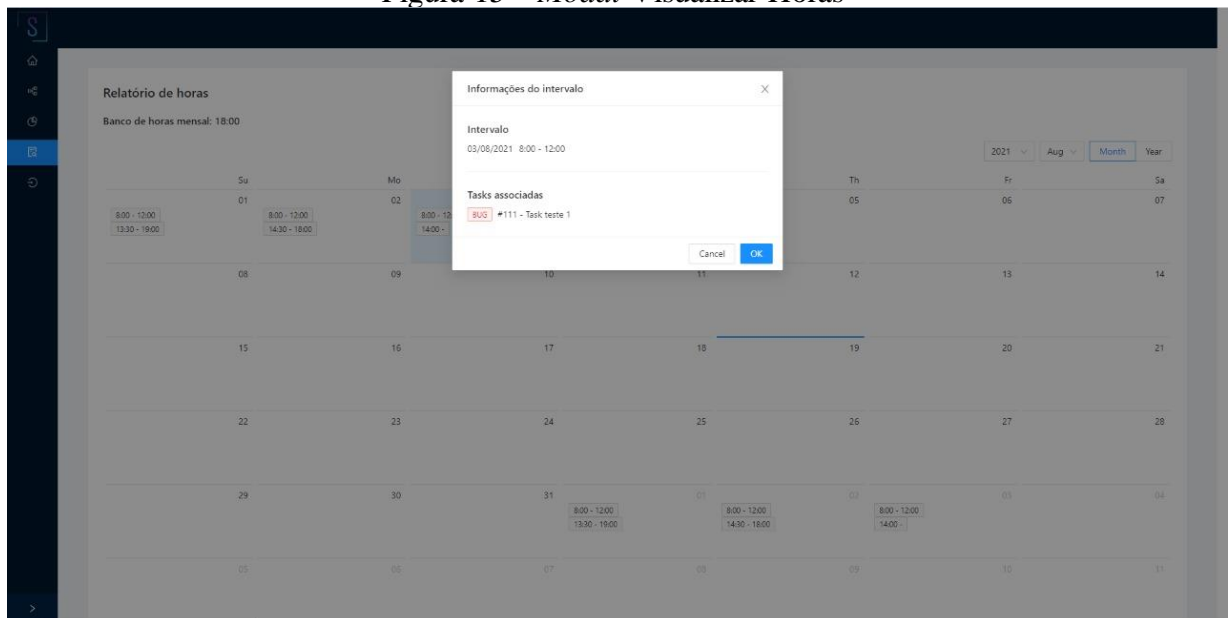 Figura 15 – Modal Visualizar Horas
S
Relatório de horas
Banco de horas mensal: 18:00
2021 Aug Month Year
Su Mo Th Fr Sa
01 02 05 06 07
8:00 - 12:00 8:00 - 12:00 8:00 - 12
13:30 - 19:00 14:30 - 18:00 14:00 -
Informações do intervalo
Intervalo
03/08/2021 8:00 - 12:00
Tasks associadas
BUG #111 - Task teste 1
Cancel OK
08 09 10 11 12 13 14
15 16 17 18 19 20 21
22 23 24 25 26 27 28
29 30 31 01 02 03 04
8:00 - 12:00 8:00 - 12:00 8:00 - 12:00
13:30 - 19:00 14:30 - 18:00 14:00 -
05 06 07 08 09 10 11